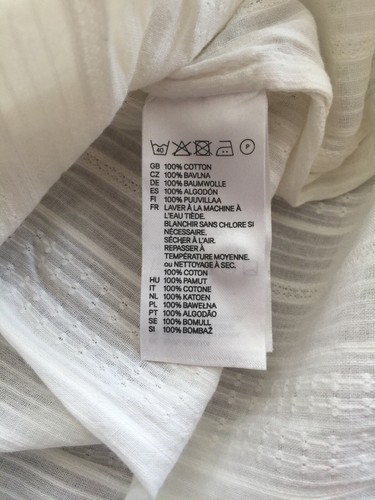 40 P
GB 100% COTTON
CZ 100% BAVLNA
DE 100% BAUMWOLLE
ES 100% ALGODÓN
FI 100% PUUVILLAA
FR LAVER À LA MACHINE À
L'EAU TIÈDE.
BLANCHIR SANS CHLORE SI
NÉCESSAIRE.
SÉCHER À L'AIR.
REPASSER À
TEMPÉRATURE MOYENNE.
ou NETTOYAGE À SEC.
100% COTON
HU 100% PAMUT
IT 100% COTONE
NL 100% KATOEN
PL 100% BAWEŁNA
PT 100% ALGODÃO
SE 100% BOMULL
SI 100% BOMBAŽ